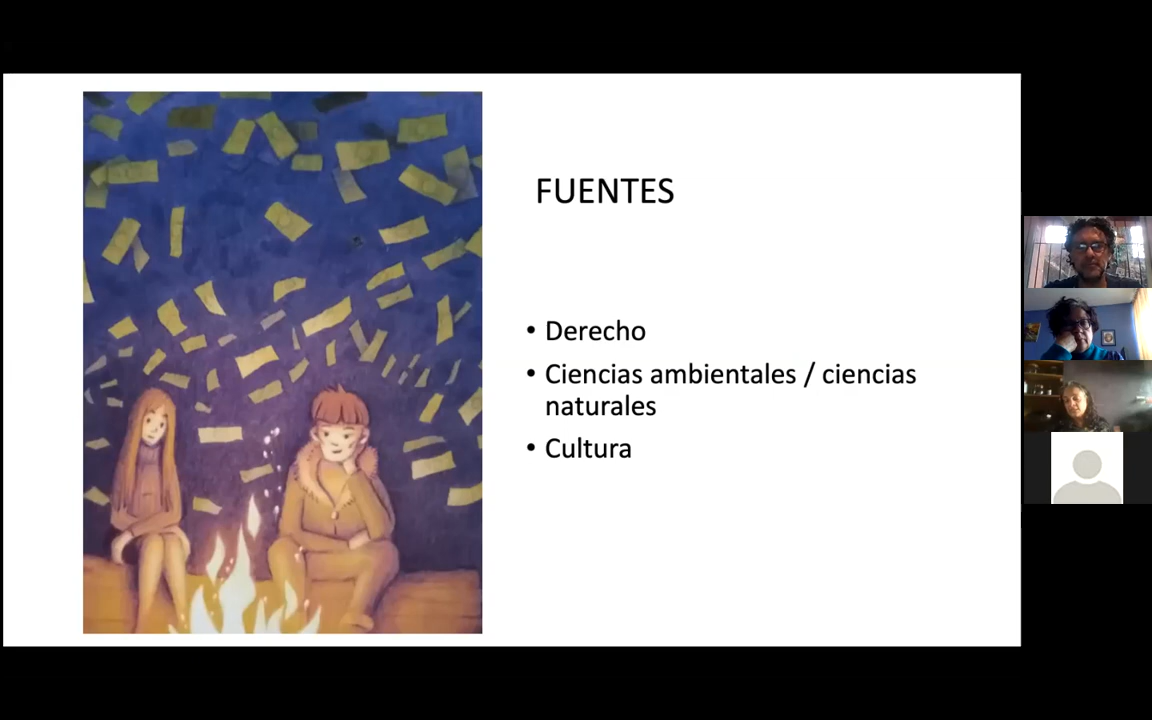 FUENTES
• Derecho
• Ciencias ambientales / ciencias
naturales
• Cultura